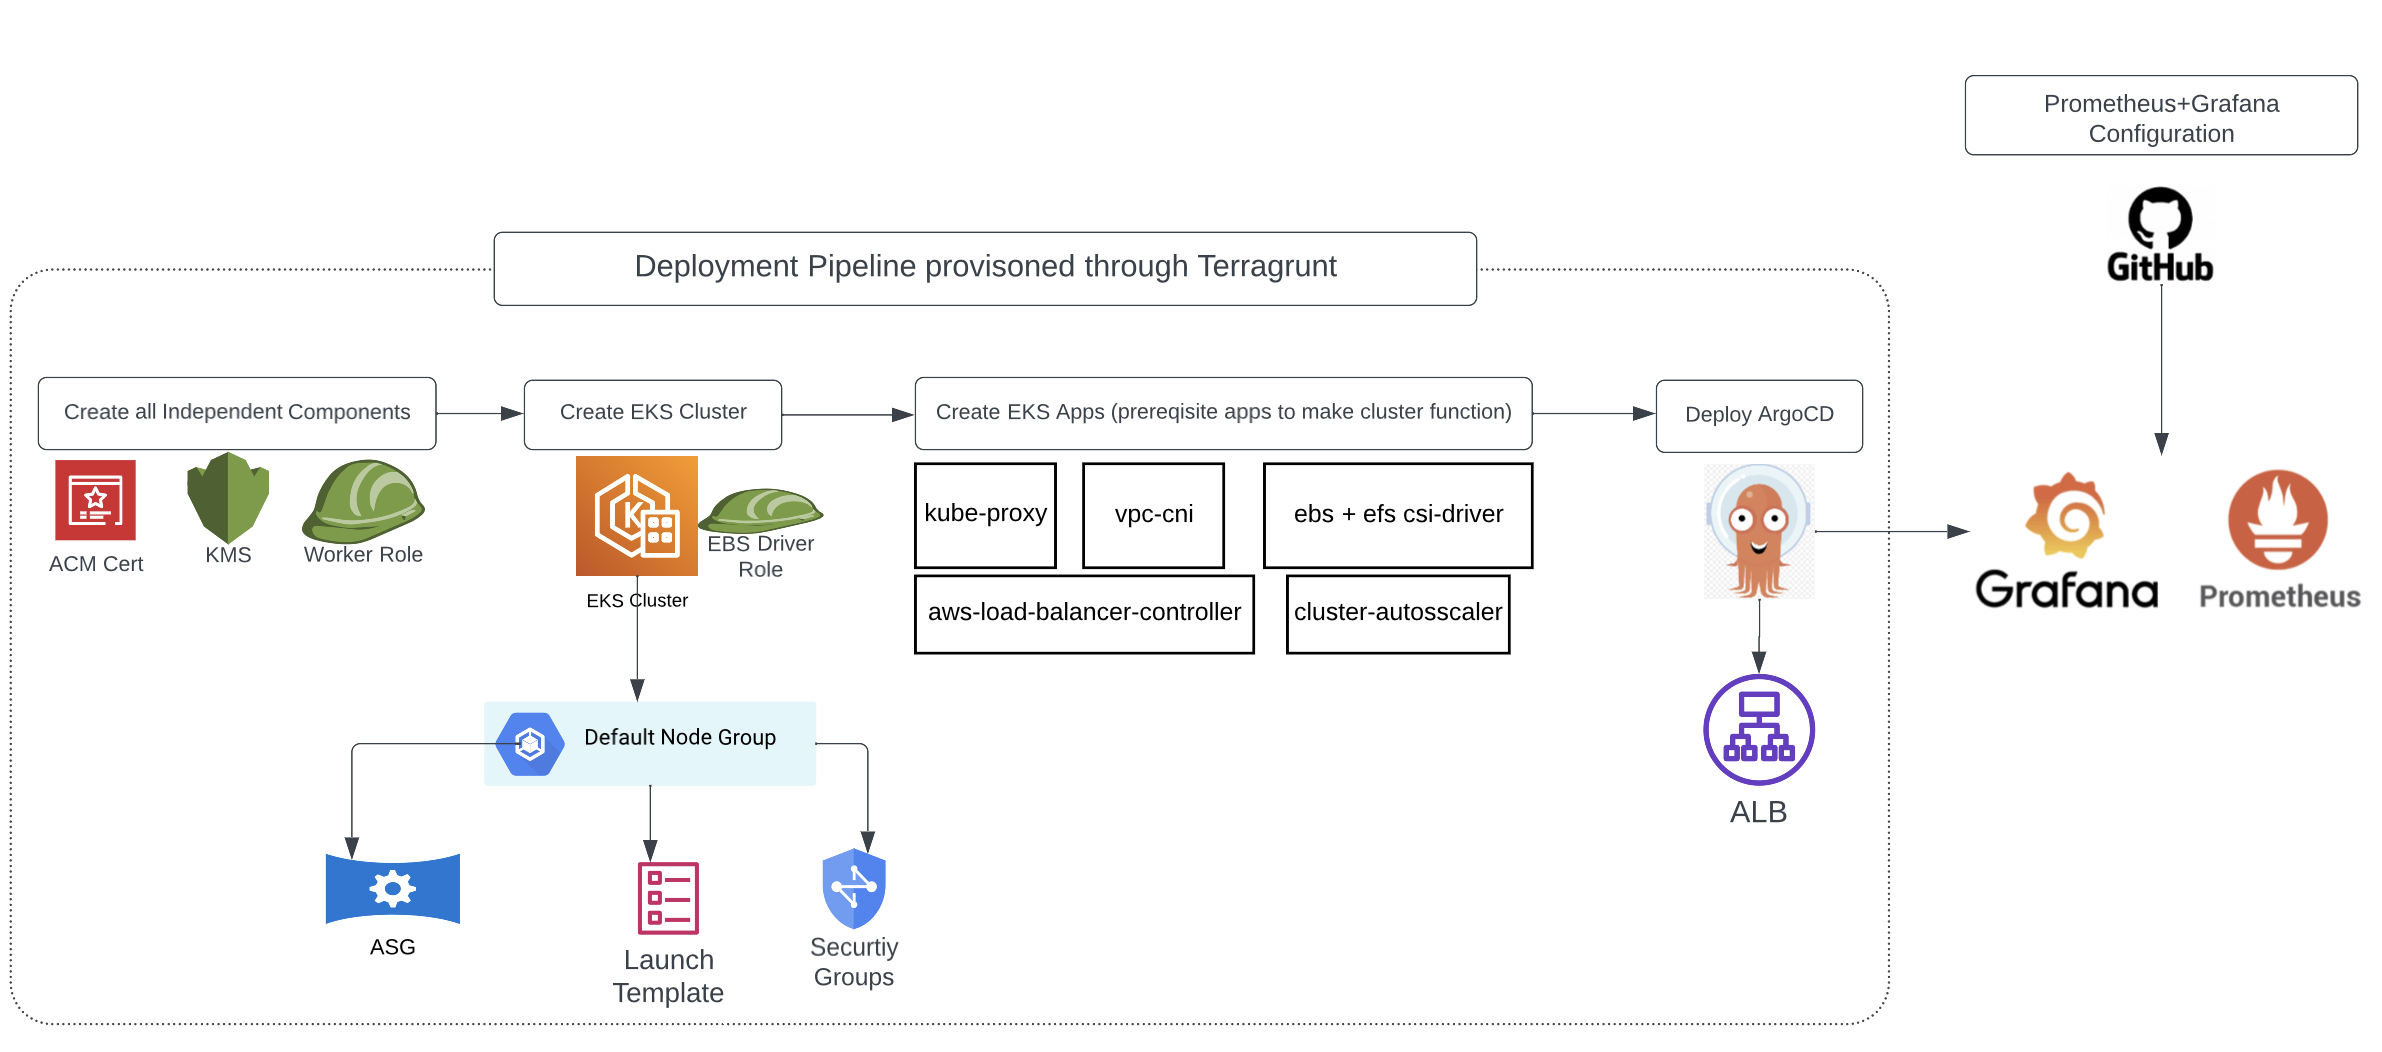 Prometheus+Grafana
Configuration
GitHub
Deployment Pipeline provisoned through Terragrunt
Create all Independent Components
Create EKS Cluster
Create EKS Apps (prereqisite apps to make cluster function)
Deploy ArgoCD
ACM Cert
KMS
Worker Role
EKS Cluster
EBS Driver
Role
kube-proxy
vpc-cni
ebs + efs csi-driver
aws-load-balancer-controller
cluster-autosscaler
Grafana
Prometheus
Default Node Group
ALB
ASG
Launch
Template
Securtiy
Groups